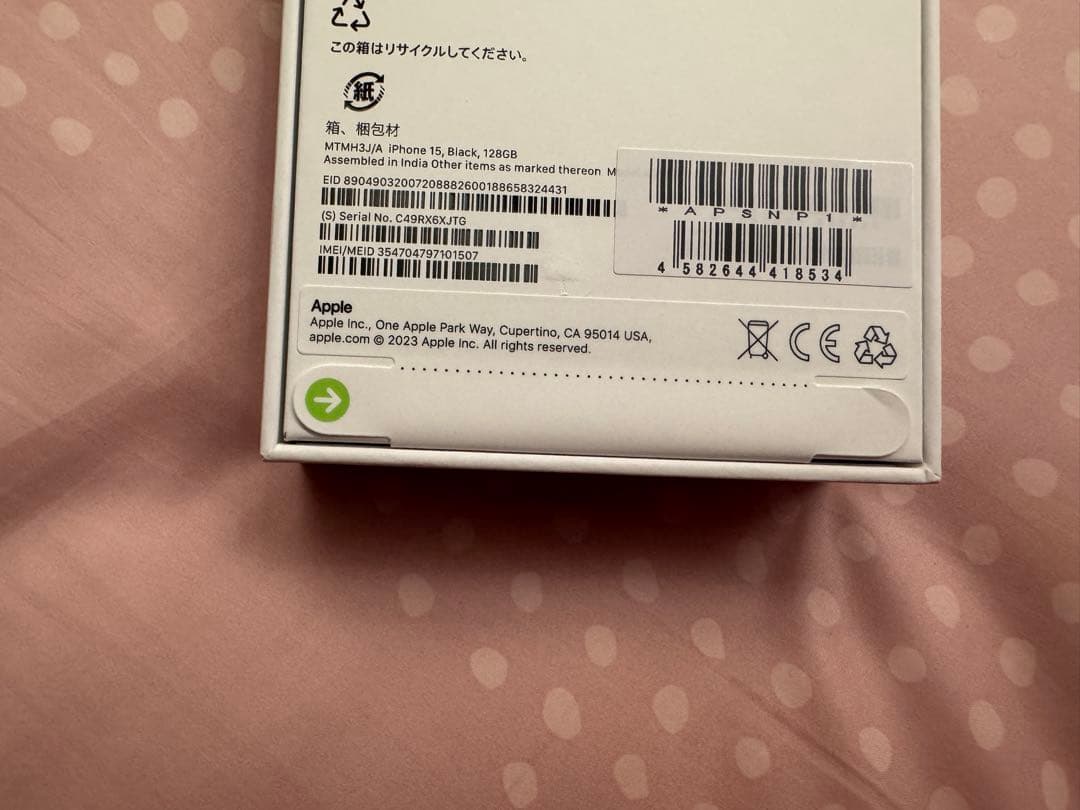 この箱はリサイクルしてください。
紙
箱、梱包材
MTMH3J/A iPhone 15, Black, 128GB
Assembled in India Other items as marked thereon M
EID 89049032007208882600188658324431
(S) Serial No. C49RX6XJTG
IMEI/MEID 354704797101507
* A P S N P 1 *
4 582644 418534
Apple
Apple Inc., One Apple Park Way, Cupertino, CA 95014 USA,
apple.com © 2023 Apple Inc. All rights reserved.
CE